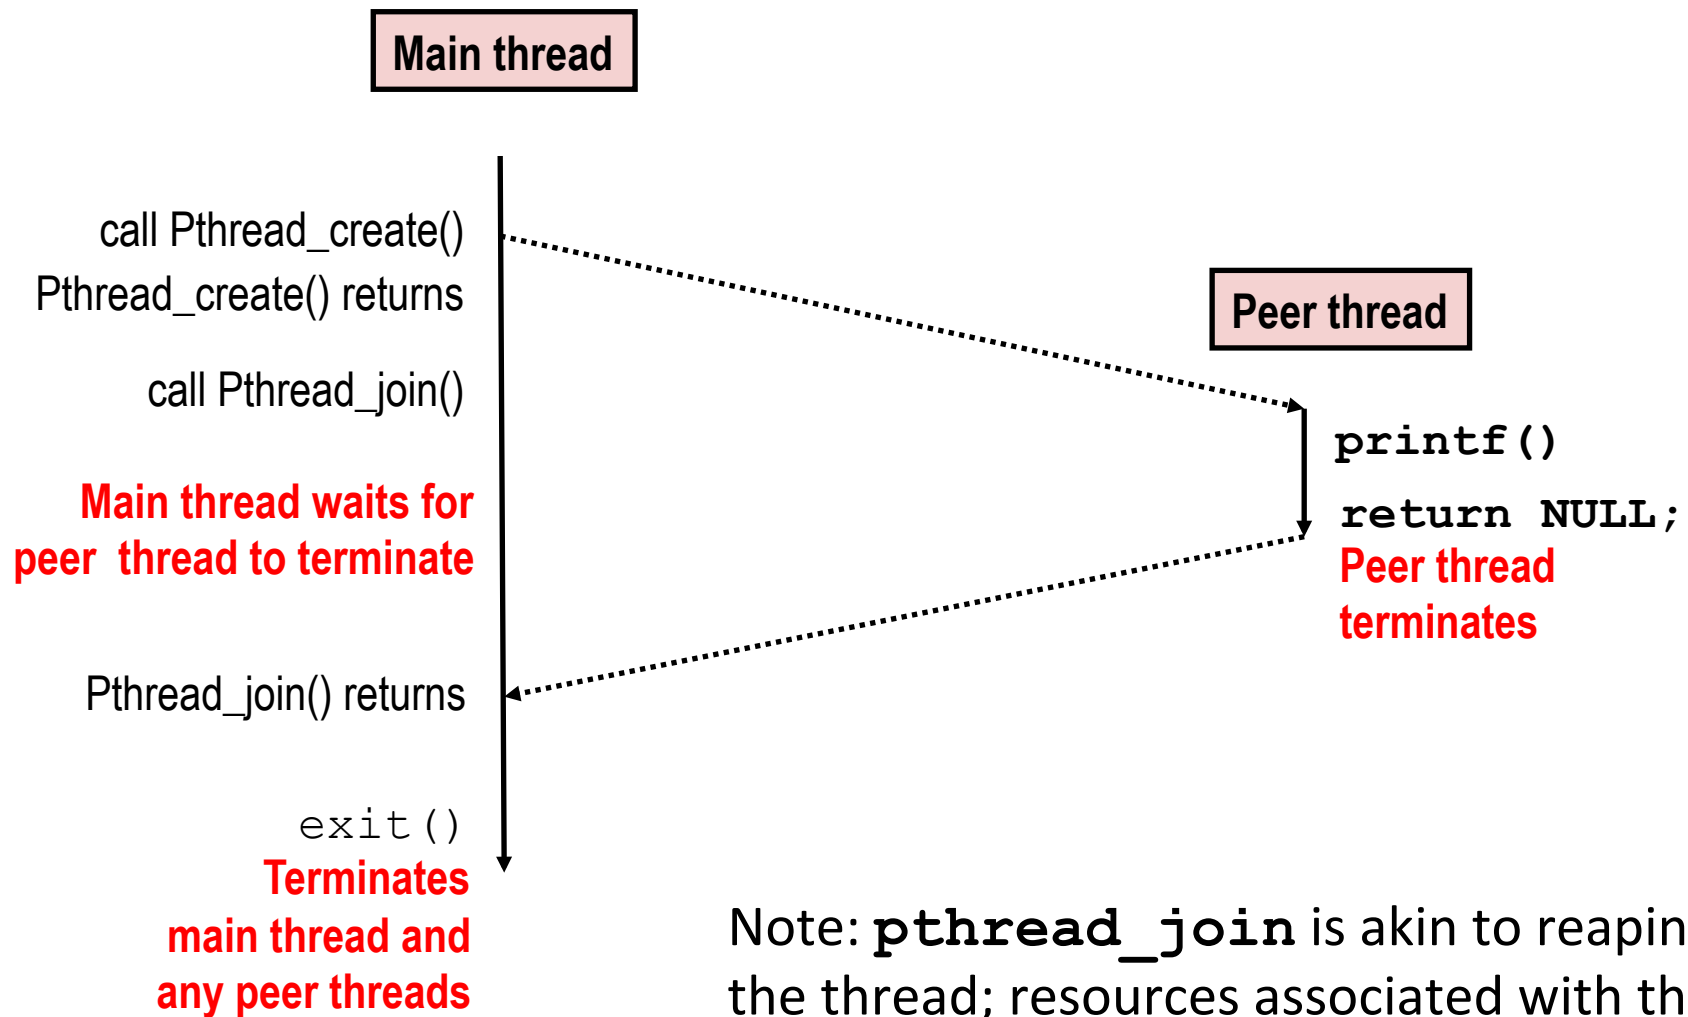 Main thread
call Pthread_create()
Pthread_create() returns
call Pthread_join()
Main thread waits for
peer thread to terminate
Pthread_join() returns
exit()
Terminates
main thread and
any peer threads
Peer thread
printf()
return NULL;
Peer thread
terminates
Note: pthread_join is akin to reapin
the thread; resources associated with th